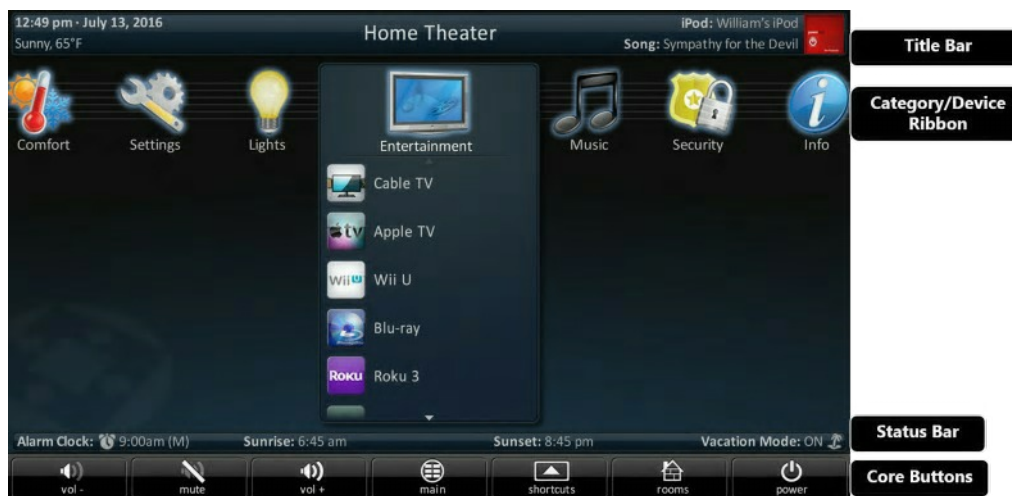 12:49 pm · July 13, 2016
Sunny, 65°F
Home Theater
iPod: William's iPod
Song: Sympathy for the Devil
Title Bar
Category/Device
Ribbon
Comfort
Settings
Lights
Entertainment
Music
Security
Info
Cable TV
tv Apple TV
Wii U Wii U
Blu-ray
ROKU Roku 3
Alarm Clock: 9:00am (M)
Sunrise: 6:45 am
Sunset: 8:45 pm
Vacation Mode: ON
Status Bar
vol -
mute
vol +
main
shortcuts
rooms
power
Core Buttons